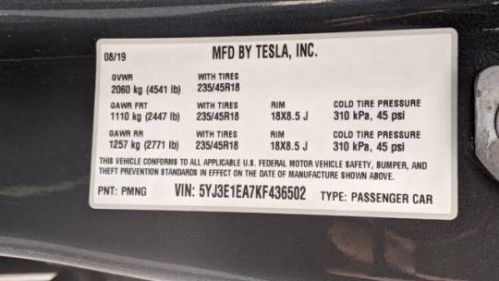 08/19 MFD BY TESLA, INC.
GVWR WITH TIRES
2060 kg (4541 lb) 235/45R18
GAWR FRT WITH TIRES RIM COLD TIRE PRESSURE
1110 kg (2447 lb) 235/45R18 18X8.5 J 310 kPa, 45 psi
GAWR RR WITH TIRES RIM COLD TIRE PRESSURE
1257 kg (2771 lb) 235/45R18 18X8.5 J 310 kPa, 45 psi
THIS VEHICLE CONFORMS TO ALL APPLICABLE U.S. FEDERAL MOTOR VEHICLE SAFETY, BUMPER, AND
THEFT PREVENTION STANDARDS IN EFFECT ON THE DATE OF MANUFACTURE SHOWN ABOVE.
PNT: PMNG VIN: 5YJ3E1EA7KF436502 TYPE: PASSENGER CAR